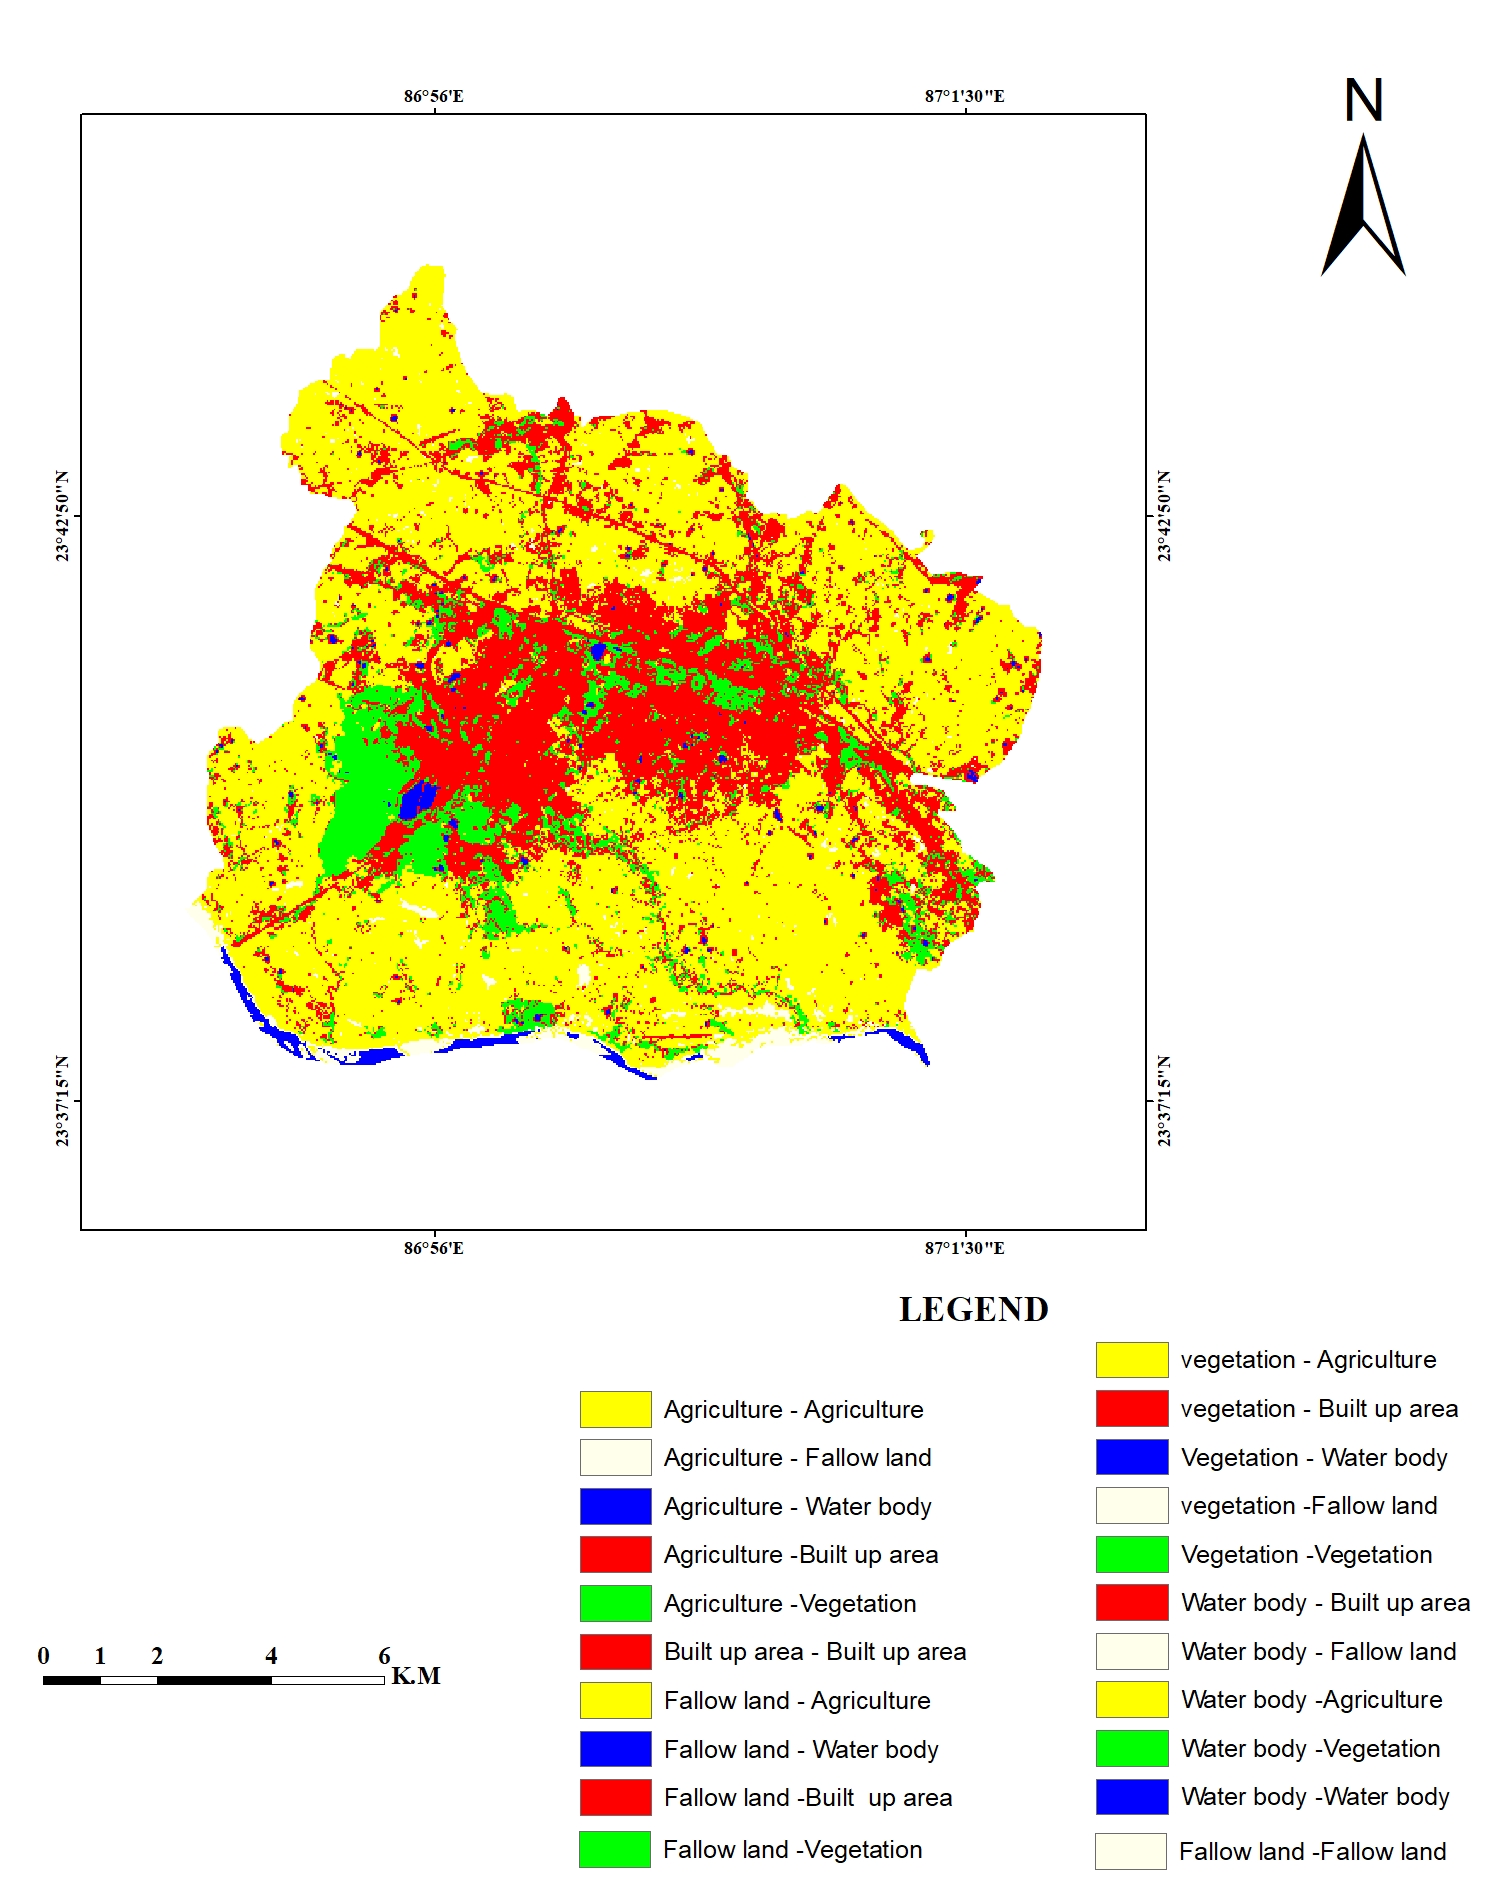 N
86°56'E
87°1'30"E
23°42'50"N
23°42'50"N
23°37'15"N
23°37'15"N
86°56'E
87°1'30"E
LEGEND
Agriculture - Agriculture
Agriculture - Fallow land
Agriculture - Water body
Agriculture -Built up area
Agriculture -Vegetation
Built up area - Built up area
Fallow land - Agriculture
Fallow land - Water body
Fallow land -Built  up area
Fallow land -Vegetation
vegetation - Agriculture
vegetation - Built up area
Vegetation - Water body
vegetation -Fallow land
Vegetation -Vegetation
Water body - Built up area
Water body - Fallow land
Water body -Agriculture
Water body -Vegetation
Water body -Water body
Fallow land -Fallow land
0 1 2 4 6
K.M